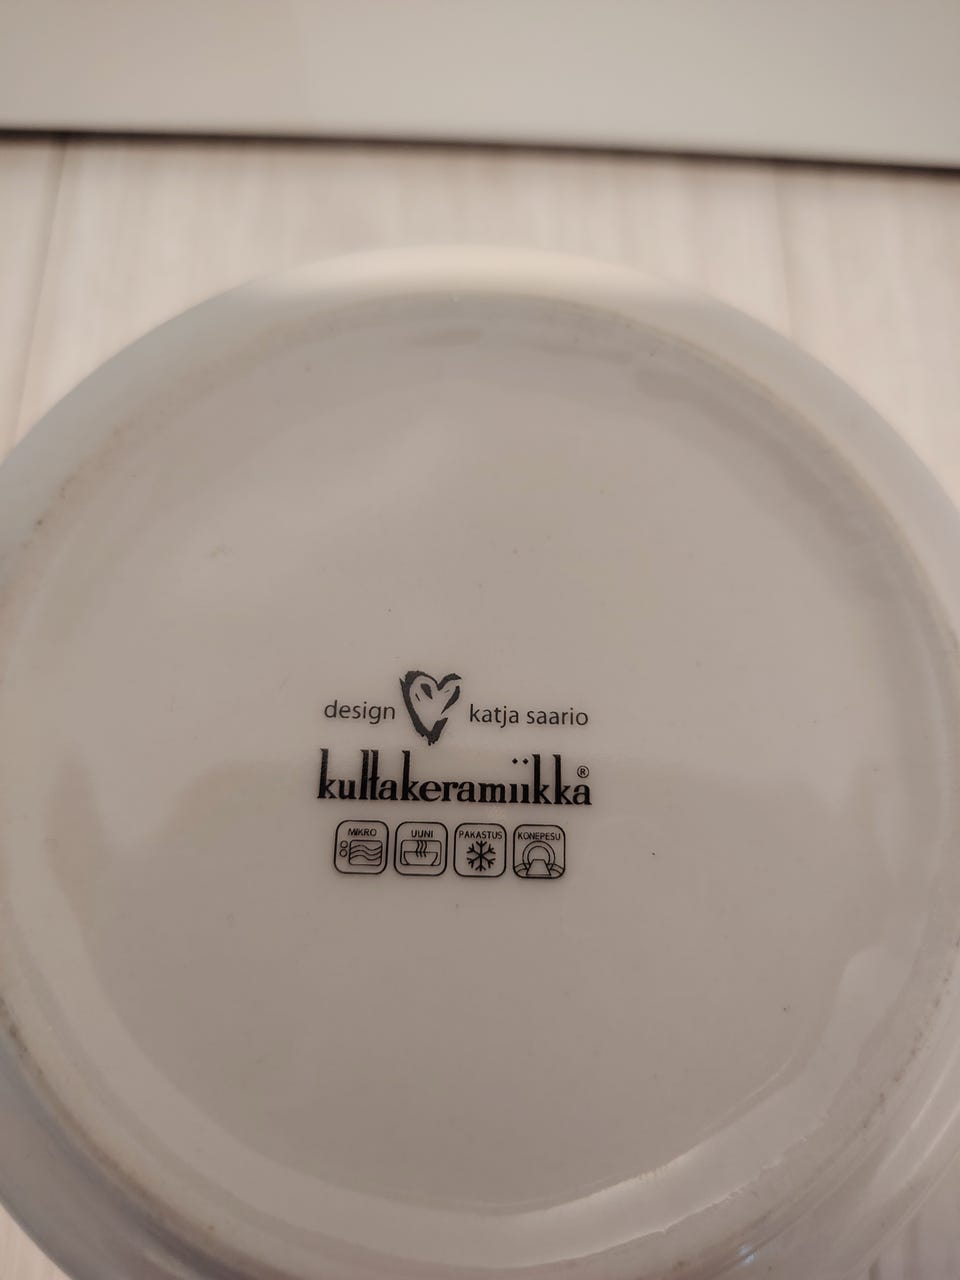 design katja saario
kultakeramiikka®
MIKRO UUNI PAKASTUS KONEPESU